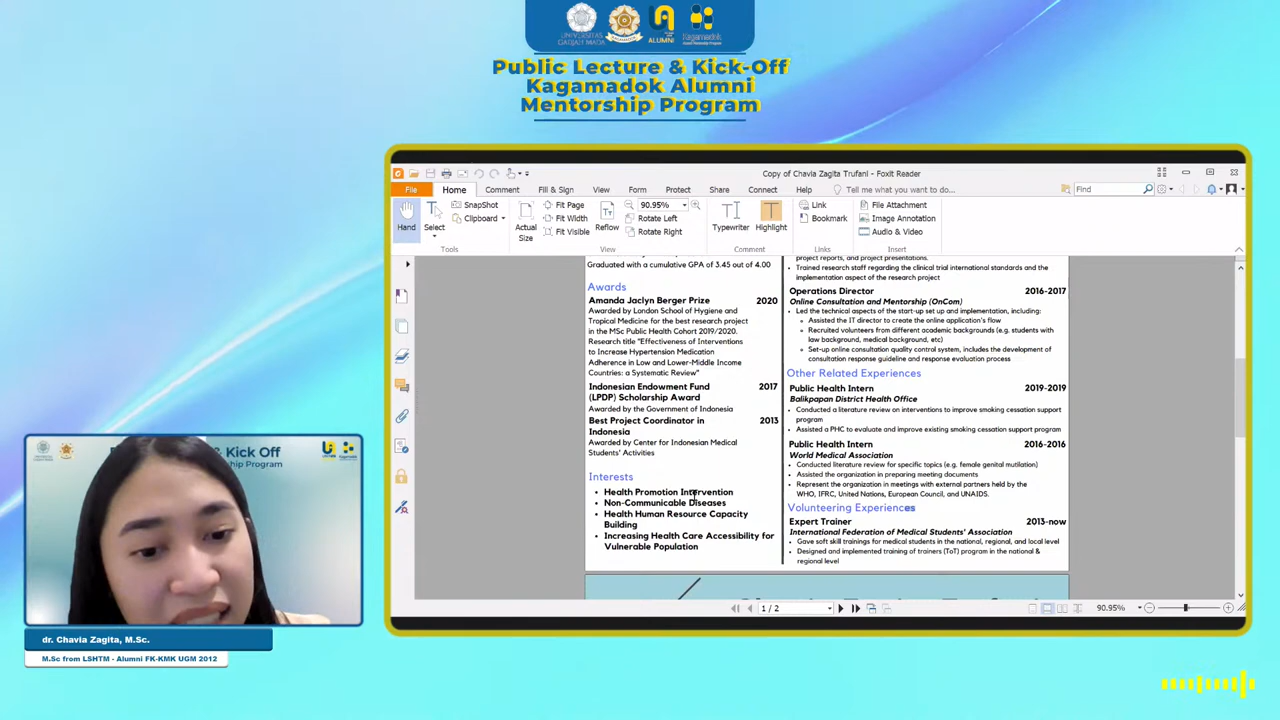 UNIVERSITAS
GADJAH MADA
ALUMNI
Kagamadok
Public Lecture & Kick-Off
Kagamadok Alumni
Mentorship Program
Copy of Chavia Zagita Trufani - Foxit Reader
File Home Comment Fill & Sign View Form Protect Share Connect Help Tell me what you want to do... Find
Hand
Select
SnapShot
Clipboard
Actual
Size
Fit Page
Fit Width
Fit Visible
Reflow
90.95%
Rotate Left
Rotate Right
Typewriter
Highlight
Link
Bookmark
File Attachment
Image Annotation
Audio & Video
Tools View Comment Links Insert
Graduated with a cumulative GPA of 3.45 out of 4.00
Awards
Amanda Jaclyn Berger Prize 2020
Awarded by London School of Hygiene and
Tropical Medicine for the best research project
in the MSc Public Health Cohort 2019/2020.
Research title "Effectiveness of Interventions
to Increase Hypertension Medication
Adherence in Low and Lower-Middle Income
Countries: a Systematic Review"
Indonesian Endowment Fund 2017
(LPDP) Scholarship Award
Awarded by the Government of Indonesia
Best Project Coordinator in 2013
Indonesia
Awarded by Center for Indonesian Medical
Students' Activities
Interests
• Health Promotion Intervention
• Non-Communicable Diseases
• Health Human Resource Capacity
Building
• Increasing Health Care Accessibility for
Vulnerable Population
project reports, and project presentations.
• Trained research staff regarding the clinical trial international standards and the
implementation aspect of the research project
Operations Director 2016-2017
Online Consultation and Mentorship (OnCom)
• Led the technical aspects of the start-up set up and implementation, including:
• Assisted the IT director to create the online application's flow
• Recruited volunteers from different academic backgrounds (e.g. students with
law background, medical background, etc)
• Set-up online consultation quality control system, includes the development of
consultation response guideline and response evaluation process
Other Related Experiences
Public Health Intern 2019-2019
Balikpapan District Health Office
• Conducted a literature review on interventions to improve smoking cessation support
program
• Assisted a PHC to evaluate and improve existing smoking cessation support program
Public Health Intern 2016-2016
World Medical Association
• Conducted literature review for specific topics (e.g. female genital mutilation)
• Assisted the organization in preparing meeting documents
• Represent the organization in meetings with external partners held by the
WHO, IFRC, United Nations, European Council, and UNAIDS.
Volunteering Experiences
Expert Trainer 2013-now
International Federation of Medical Students' Association
• Gave soft skill trainings for medical students in the national, regional, and local level
• Designed and implemented training of trainers (ToT) program in the national &
regional level
1 / 2
90.95%
Kick Off
ship Program
dr. Chavia Zagita, M.Sc.
M.Sc from LSHTM - Alumni FK-KMK UGM 2012